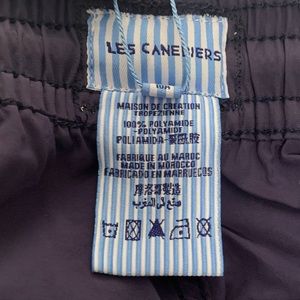 LES CANEBIERS
MAISON DE CREATION
TROPEZIENNE
100% POLYAMIDE
-POLYAMID
POLIAMIDA-聚酰胺
FABRIQUE AU MAROC
MADE IN MOROCCO
FABRICADO EN MARRUECOS
摩洛哥製造
صنع في المغرب